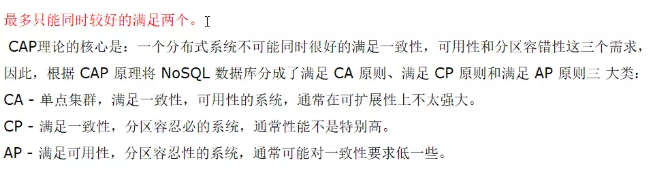 最多只能同时较好的满足两个。
CAP理论的核心是：一个分布式系统不可能同时很好的满足一致性，可用性和分区容错性这三个需求，
因此，根据 CAP 原理将 NoSQL 数据库分成了满足 CA 原则、满足 CP 原则和满足 AP 原则三 大类：
CA - 单点集群，满足一致性，可用性的系统，通常在可扩展性上不太强大。
CP - 满足一致性，分区容忍必的系统，通常性能不是特别高。
AP - 满足可用性，分区容忍性的系统，通常可能对一致性要求低一些。